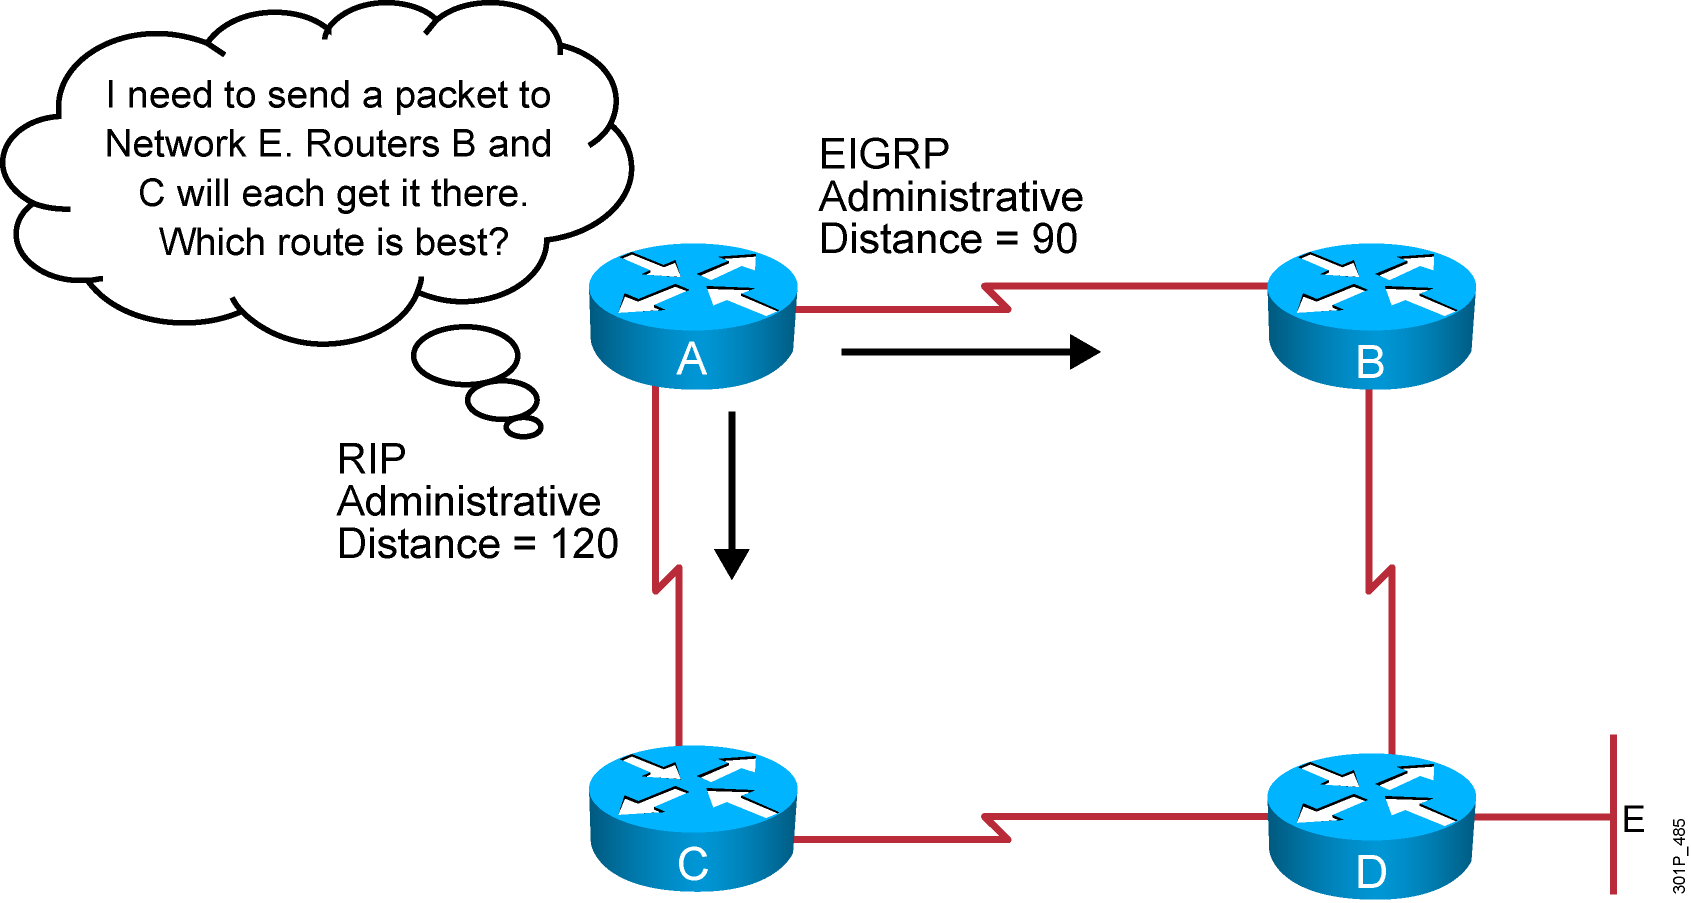 I need to send a packet to
Network E. Routers B and
C will each get it there.
Which route is best?
EIGRP
Administrative
Distance = 90
A
B
RIP
Administrative
Distance = 120
C
D
E
301P_485